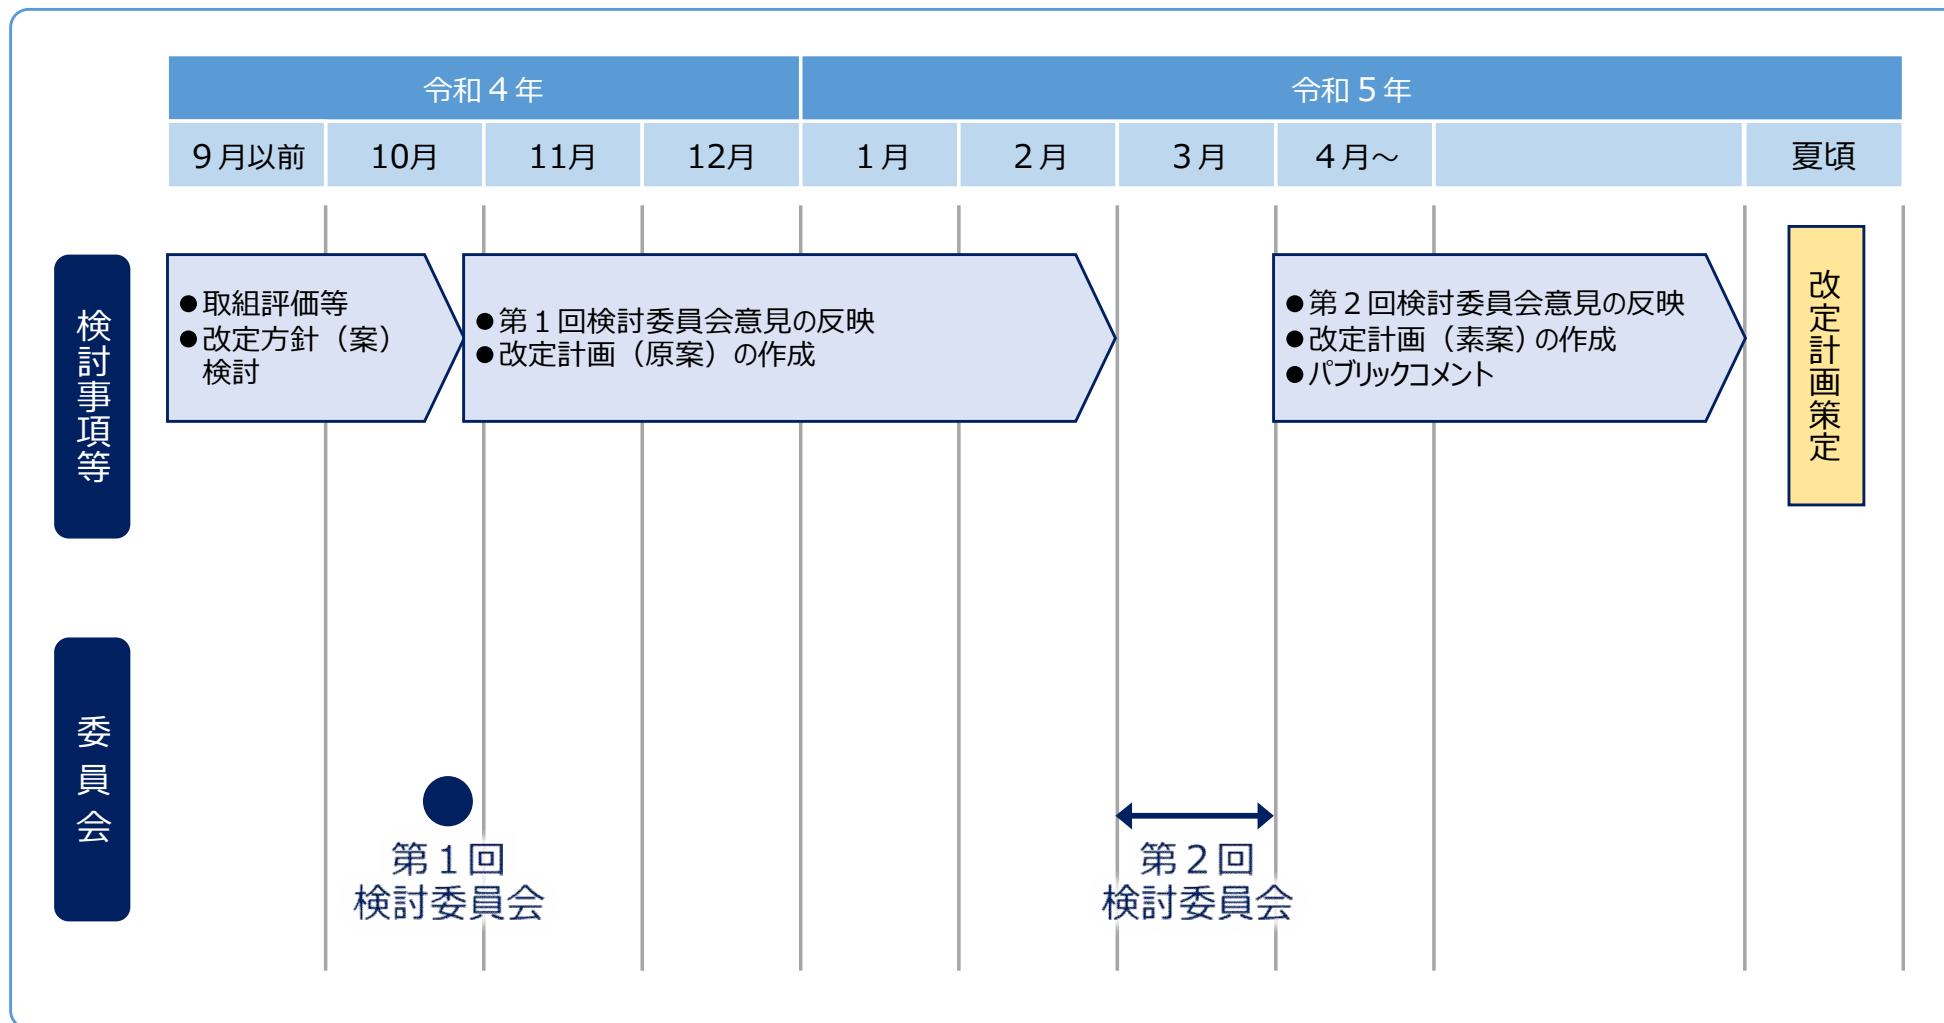 令和４年
令和５年
９月以前
10月
11月
12月
１月
２月
３月
４月～
夏頃
検討事項等
●取組評価等
●改定方針（案）
検討
●第１回検討委員会意見の反映
●改定計画（原案）の作成
●第２回検討委員会意見の反映
●改定計画（素案）の作成
●パブリックコメント
改定計画策定
委員会
第１回
検討委員会
第２回
検討委員会